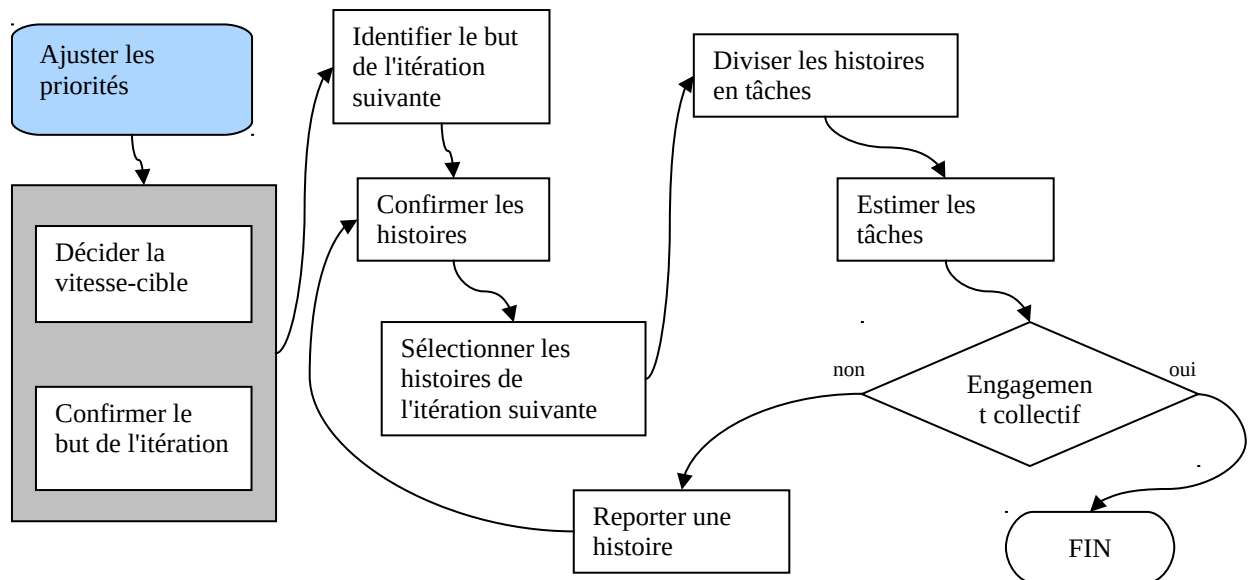 Ajuster les
priorités
Décider la
vitesse-cible
Confirmer le
but de l'itération
Identifier le but
de l'itération
suivante
Confirmer les
histoires
Sélectionner les
histoires de
l'itération suivante
Diviser les histoires
en tâches
Estimer les
tâches
Engagemen
t collectif
non
oui
Reporter une
histoire
FIN